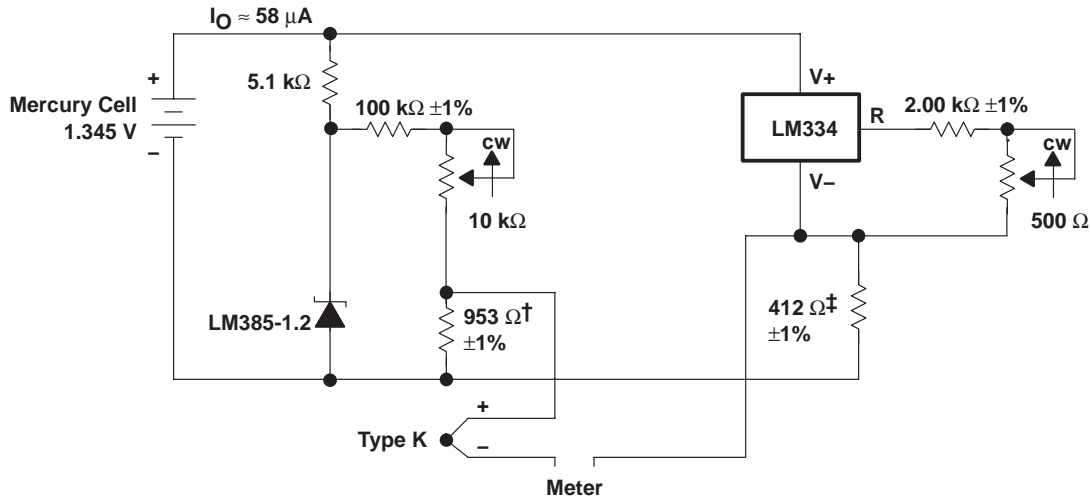 IO ≈ 58 μA
+
Mercury Cell
1.345 V
−
5.1 kΩ
100 kΩ ±1%
cw
10 kΩ
LM385-1.2
953 Ω†
±1%
V+
LM334
R
2.00 kΩ ±1%
cw
V−
500 Ω
412 Ω‡
±1%
+
Type K
−
Meter